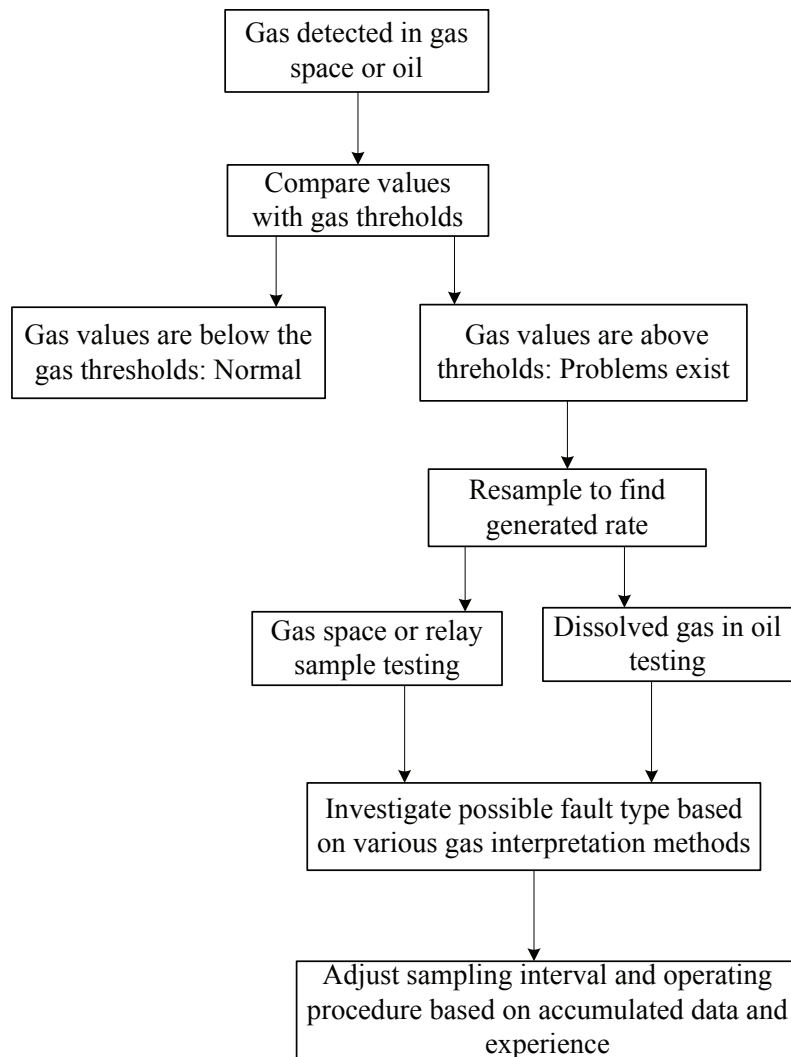 Gas detected in gas
space or oil
Compare values
with gas threholds
Gas values are below the
gas thresholds: Normal
Gas values are above
threholds: Problems exist
Resample to find
generated rate
Gas space or relay
sample testing
Dissolved gas in oil
testing
Investigate possible fault type based
on various gas interpretation methods
Adjust sampling interval and operating
procedure based on accumulated data and
experience